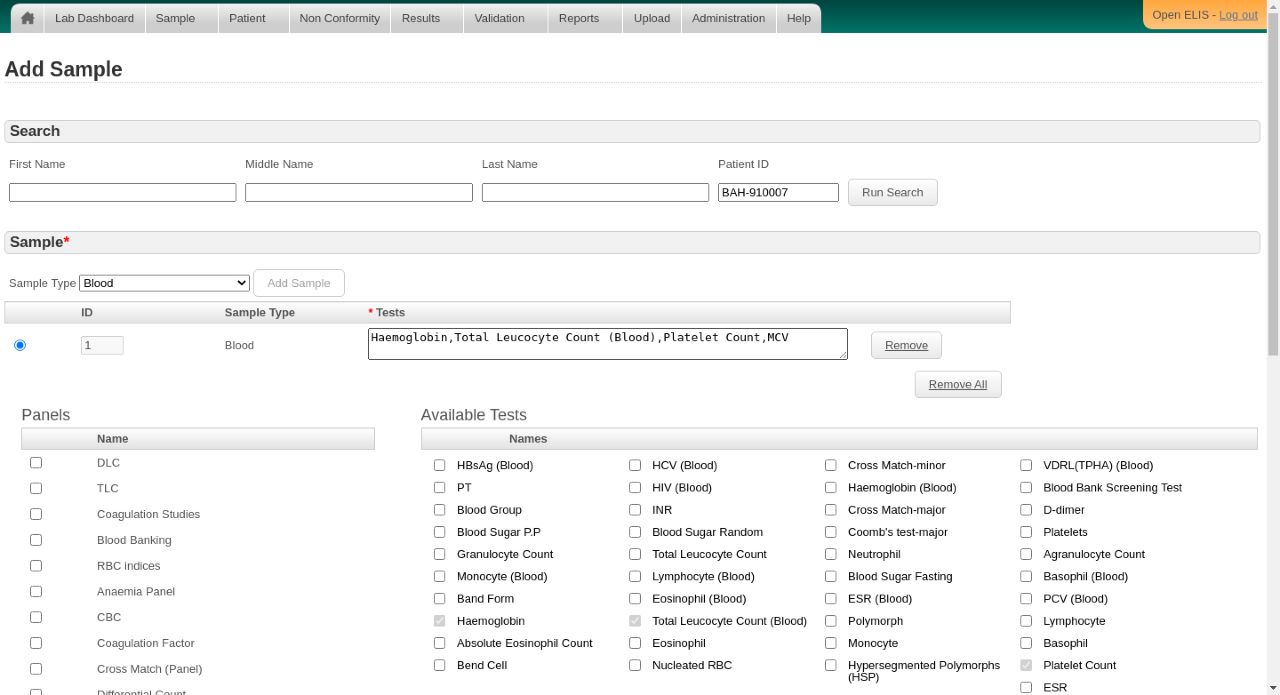 Lab Dashboard Sample Patient Non Conformity Results Validation Reports Upload Administration Help Open ELIS - Log out
Add Sample
Search
First Name Middle Name Last Name Patient ID
BAH-910007 Run Search
Sample*
Sample Type Blood Add Sample
ID Sample Type * Tests
1 Blood Haemoglobin,Total Leucocyte Count (Blood),Platelet Count,MCV Remove
Remove All
Panels
Name
DLC
TLC
Coagulation Studies
Blood Banking
RBC indices
Anaemia Panel
CBC
Coagulation Factor
Cross Match (Panel)
Differential Count
Available Tests
Names
HBsAg (Blood) HCV (Blood) Cross Match-minor VDRL(TPHA) (Blood)
PT HIV (Blood) Haemoglobin (Blood) Blood Bank Screening Test
Blood Group INR Cross Match-major D-dimer
Blood Sugar P.P Blood Sugar Random Coomb's test-major Platelets
Granulocyte Count Total Leucocyte Count Neutrophil Agranulocyte Count
Monocyte (Blood) Lymphocyte (Blood) Blood Sugar Fasting Basophil (Blood)
Band Form Eosinophil (Blood) ESR (Blood) PCV (Blood)
Haemoglobin Total Leucocyte Count (Blood) Polymorph Lymphocyte
Absolute Eosinophil Count Eosinophil Monocyte Basophil
Bend Cell Nucleated RBC Hypersegmented Polymorphs Platelet Count
(HSP)
ESR